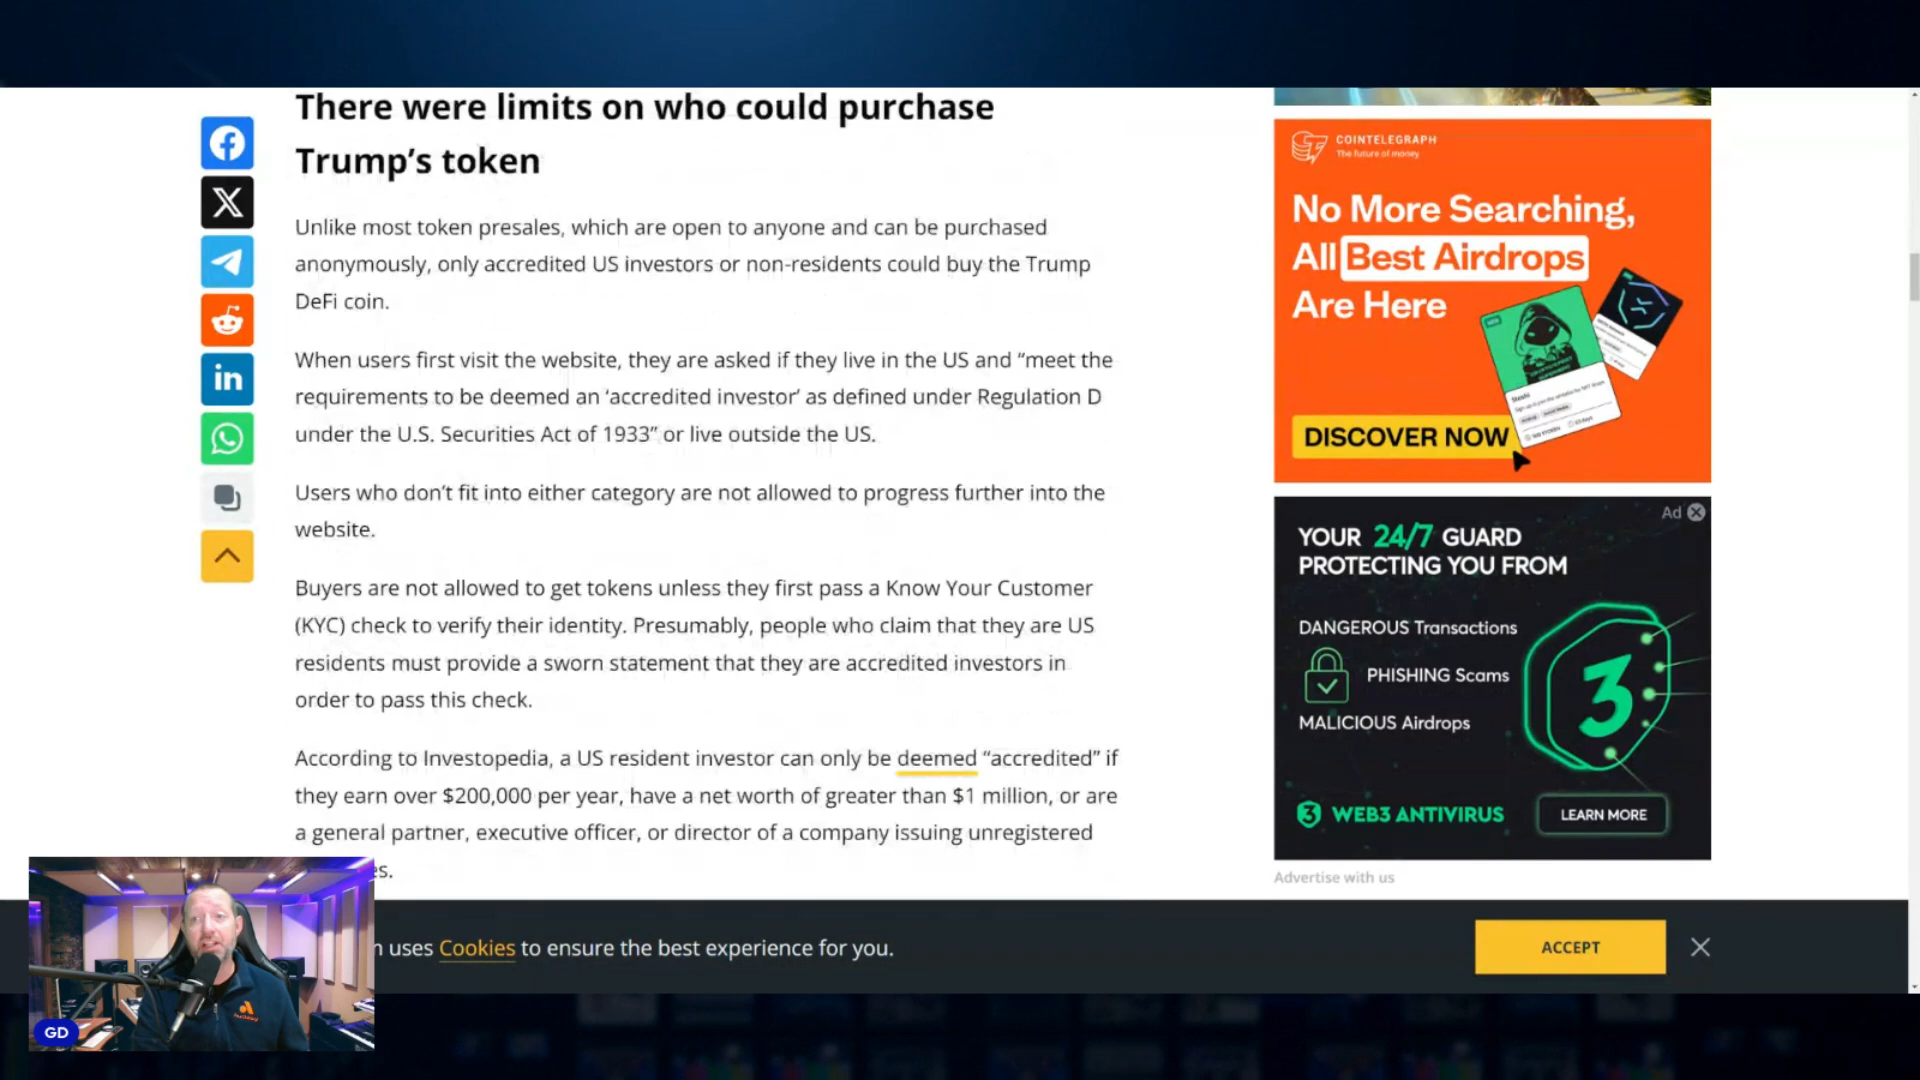 There were limits on who could purchase
Trump’s token
Unlike most token presales, which are open to anyone and can be purchased
anonymously, only accredited US investors or non-residents could buy the Trump
DeFi coin.
When users first visit the website, they are asked if they live in the US and “meet the
requirements to be deemed an ‘accredited investor’ as defined under Regulation D
under the U.S. Securities Act of 1933” or live outside the US.
Users who don’t fit into either category are not allowed to progress further into the
website.
Buyers are not allowed to get tokens unless they first pass a Know Your Customer
(KYC) check to verify their identity. Presumably, people who claim that they are US
residents must provide a sworn statement that they are accredited investors in
order to pass this check.
According to Investopedia, a US resident investor can only be deemed “accredited” if
they earn over $200,000 per year, have a net worth of greater than $1 million, or are
a general partner, executive officer, or director of a company issuing unregistered
es.
COINTELEGRAPH
The future of money
No More Searching,
All Best Airdrops
Are Here
DISCOVER NOW
Ad
YOUR 24/7 GUARD
PROTECTING YOU FROM
DANGEROUS Transactions
PHISHING Scams
MALICIOUS Airdrops
3
3 WEB3 ANTIVIRUS
LEARN MORE
Advertise with us
uses Cookies to ensure the best experience for you.
ACCEPT
GD